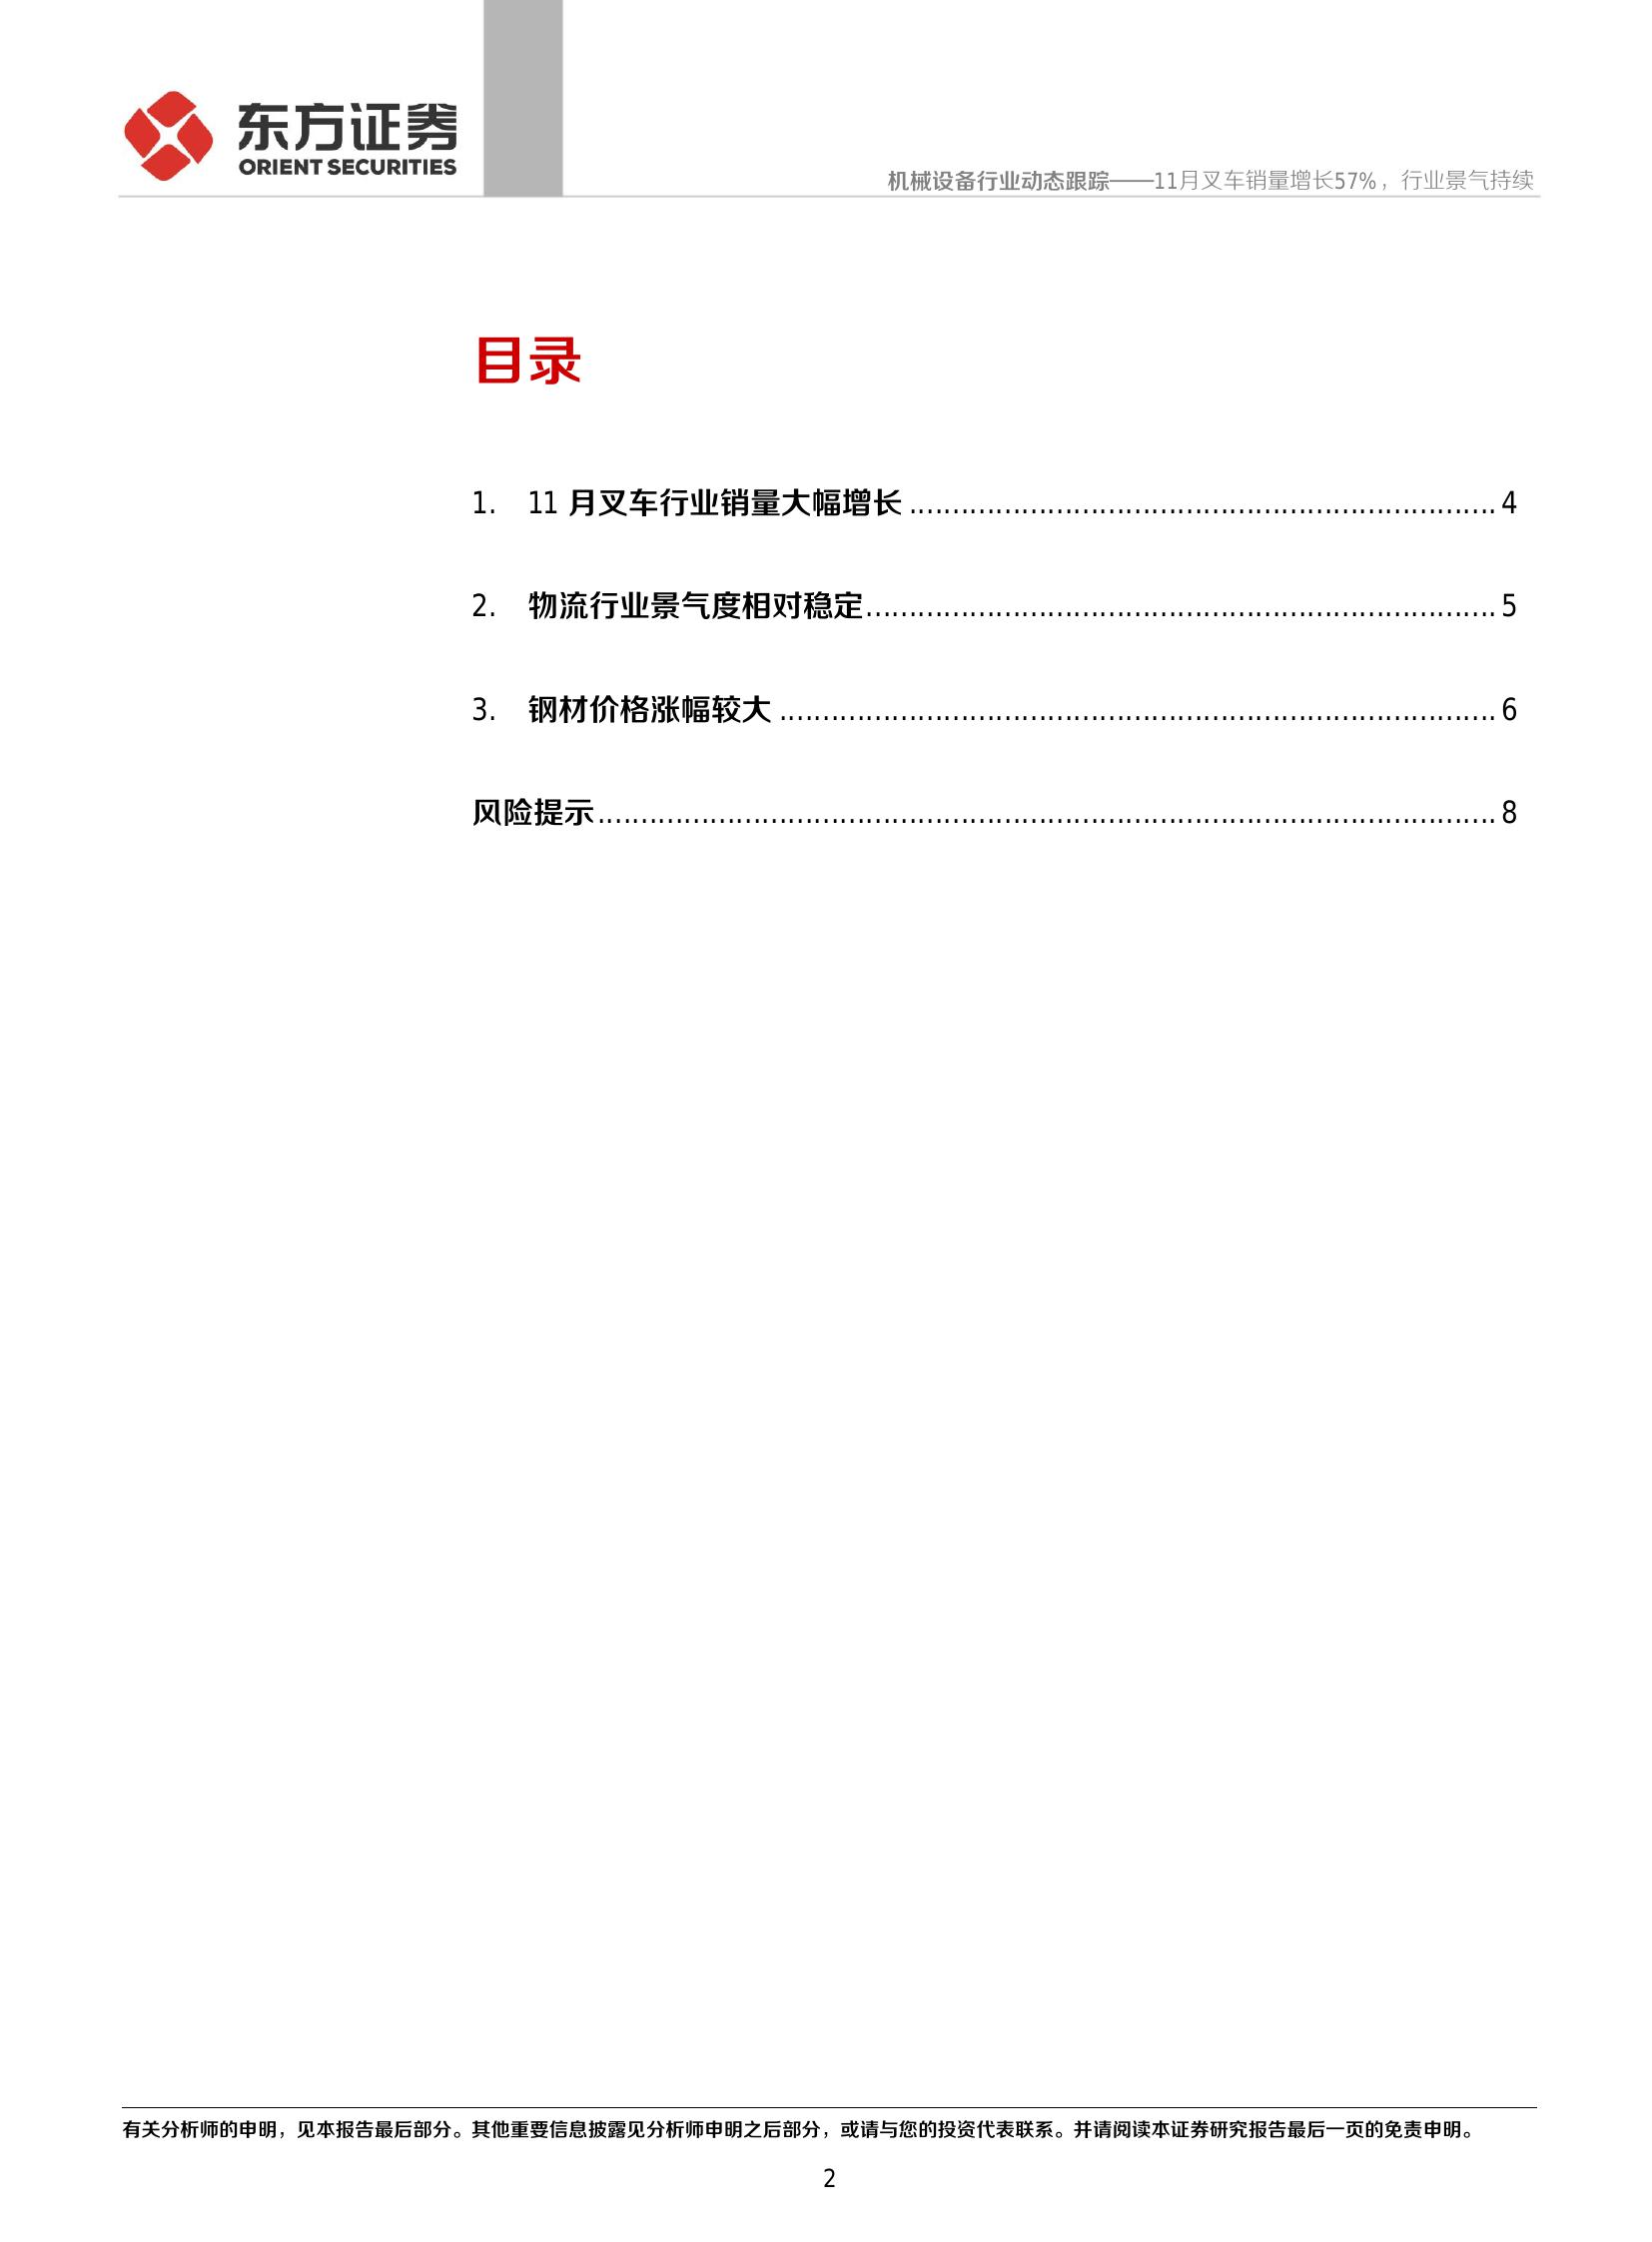 东方证券
ORIENT SECURITIES
机械设备行业动态跟踪——11月叉车销量增长57%，行业景气持续
目录
1. 11 月叉车行业销量大幅增长 ........................................................................ 4
2. 物流行业景气度相对稳定 ........................................................................ 5
3. 钢材价格涨幅较大 ........................................................................ 6
风险提示 ........................................................................ 8
有关分析师的申明，见本报告最后部分。其他重要信息披露见分析师申明之后部分，或请与您的投资代表联系。并请阅读本证券研究报告最后一页的免责申明。
2